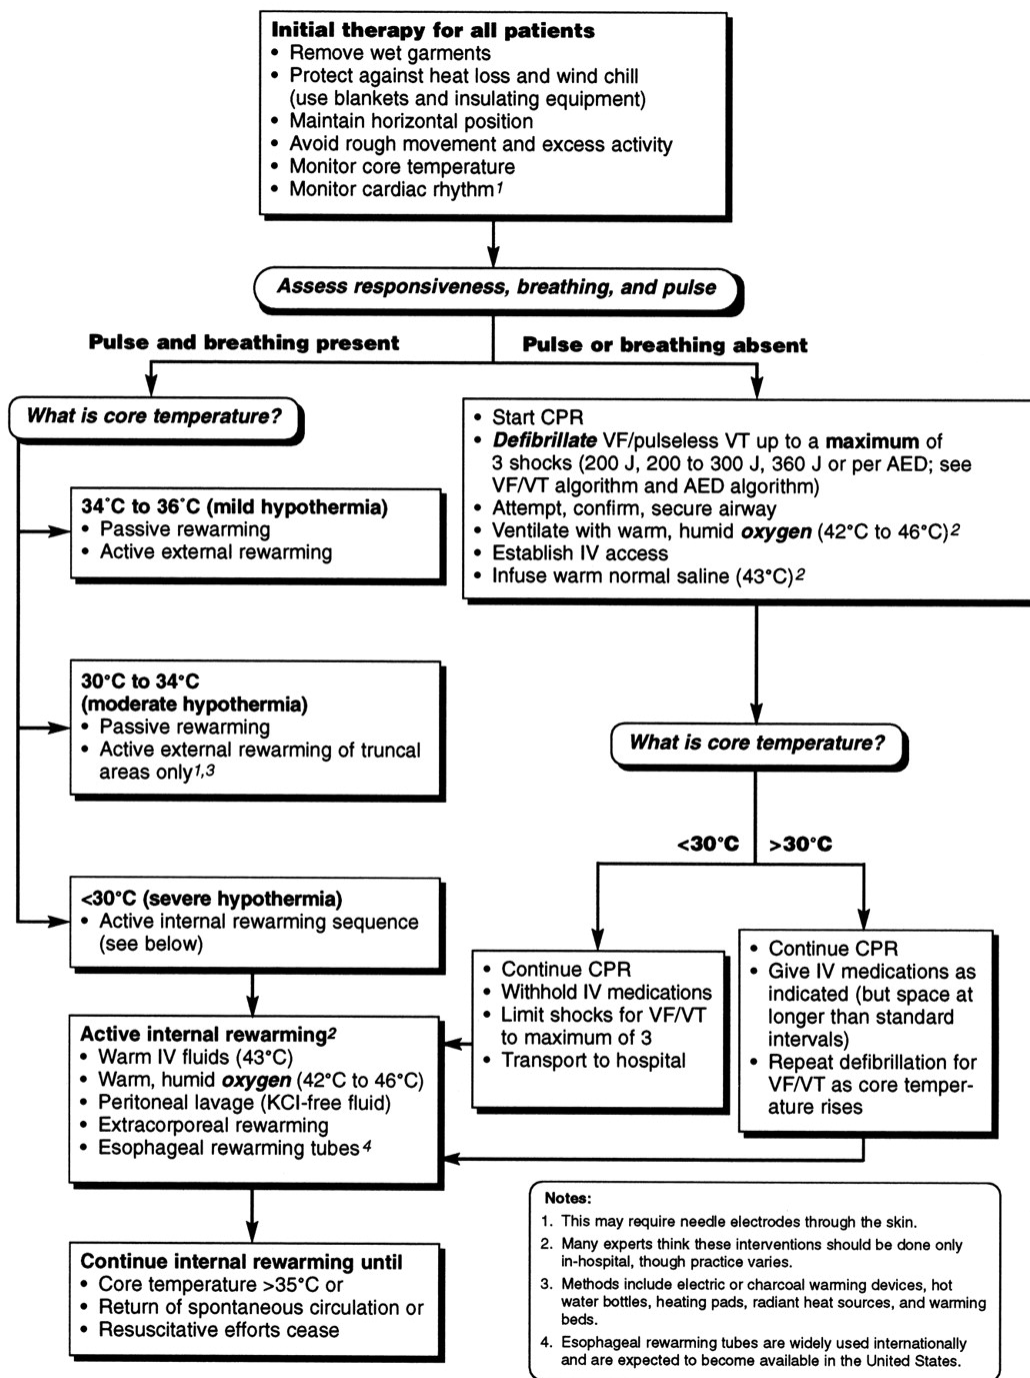 Initial therapy for all patients
• Remove wet garments
• Protect against heat loss and wind chill
(use blankets and insulating equipment)
• Maintain horizontal position
• Avoid rough movement and excess activity
• Monitor core temperature
• Monitor cardiac rhythm1
Assess responsiveness, breathing, and pulse
Pulse and breathing present
Pulse or breathing absent
What is core temperature?
34°C to 36°C (mild hypothermia)
• Passive rewarming
• Active external rewarming
30°C to 34°C
(moderate hypothermia)
• Passive rewarming
• Active external rewarming of truncal
areas only1,3
<30°C (severe hypothermia)
• Active internal rewarming sequence
(see below)
• Start CPR
• Defibrillate VF/pulseless VT up to a maximum of
3 shocks (200 J, 200 to 300 J, 360 J or per AED; see
VF/VT algorithm and AED algorithm)
• Attempt, confirm, secure airway
• Ventilate with warm, humid oxygen (42°C to 46°C)2
• Establish IV access
• Infuse warm normal saline (43°C)2
What is core temperature?
<30°C
>30°C
• Continue CPR
• Withhold IV medications
• Limit shocks for VF/VT
to maximum of 3
• Transport to hospital
• Continue CPR
• Give IV medications as
indicated (but space at
longer than standard
intervals)
• Repeat defibrillation for
VF/VT as core temper-
ature rises
Active internal rewarming2
• Warm IV fluids (43°C)
• Warm, humid oxygen (42°C to 46°C)
• Peritoneal lavage (KCl-free fluid)
• Extracorporeal rewarming
• Esophageal rewarming tubes4
Continue internal rewarming until
• Core temperature >35°C or
• Return of spontaneous circulation or
• Resuscitative efforts cease
Notes:
1. This may require needle electrodes through the skin.
2. Many experts think these interventions should be done only
in-hospital, though practice varies.
3. Methods include electric or charcoal warming devices, hot
water bottles, heating pads, radiant heat sources, and warming
beds.
4. Esophageal rewarming tubes are widely used internationally
and are expected to become available in the United States.